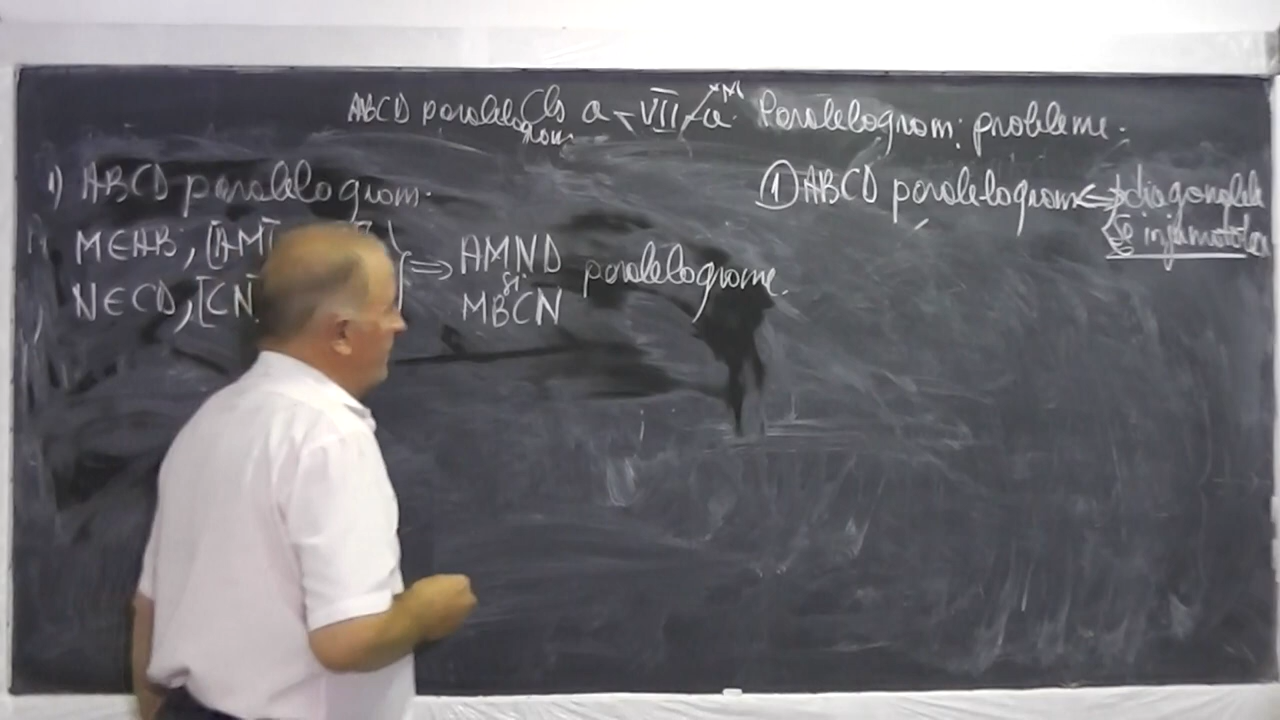 ABCD paralelogram
Cls a-VII-a
M
Paralelogram: probleme.
1) ABCD paralelogram.
M∈AB, [AM
N∈CD, [CN
} ⇒ AMND
și
MBCN
paralelograme.
① ABCD paralelogram ⇔ diagonalele
se înjumătățesc